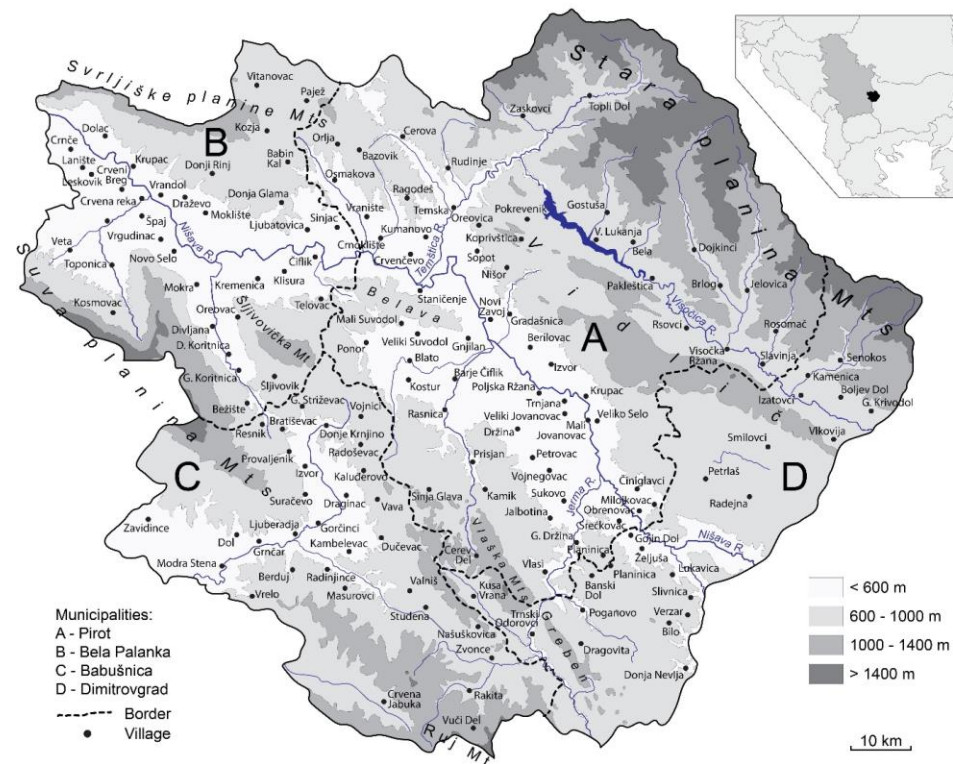 Svrljiške planine Mts
Stara planina Mts
Suva planina Mts
Vidlič
Belava
Šljivovička Mt
Vlaška Mts
Greben
Ruj Mt
A
B
C
D
Vitanovac
Pajež
Kozja
Orlja
Cerova
Bazovik
Rudinje
Zaskovci
Topli Dol
Dolac
Crnče
Lanište
Crveni
Breg
Krupac
Leskovik
Donji Rinj
Babin
Kal
Osmakova
Ragodeš
Temska
Vrandol
Crvena reka
Draževo
Donja Glama
Vranište
Oreovica
Pokrevenik
Gostuša
Špaj
Moklište
Sinjac
Ljubatovica
Kumanovo
Koprivštica
V. Lukanja
Bela
Dojkinci
Veta
Vrgudinac
Novo Selo
Crnoklište
Crvenčevo
Temštica R.
Sopot
Nišor
Toponica
Nišava R.
Čiflik
Klisura
Kremenica
Mokra
Staničenje
Pakleštica
Brlog
Jelovica
Kosmovac
Oreovac
Telovac
Mali Suvodol
Novi
Zavoj
Gradašnica
Visočica R.
Rsovci
Rosomač
Divljana
D. Koritnica
Ponor
Veliki Suvodol
Gnjilan
Berilovac
Visočka
Ržana
Slavinja
Senokos
Kamenica
G. Koritnica
Blato
Barje Čiflik
Izvor
Poljska Ržana
Krupac
Izatovci
Boljev Dol
G. Krivodol
Šljivovik
Kostur
Rasnica
Trnjana
Bežište
G. Striževac
Vojnici
Veliki Jovanovac
Veliko Selo
Vlkovija
Bratiševac
Resnik
Donje Krnjino
Držina
Mali
Jovanovac
Smilovci
Radoševac
Provaljenik
Petrovac
Prisjan
Petrlaš
Izvor
Kaluđerovo
Vojnegovac
Činiglavci
Radejna
Suračevo
Draginac
Sinja Glava
Kamik
Sukovo
Milojkovac
Obrenovac
Vava
Jalbotina
Jerma R.
Srećkovac
Zavidince
Ljuberadja
Gorčinci
G. Držina
Gojin Dol
Nišava R.
Dol
Grnčar
Kambelevac
Dučevac
Cerev
Del
Planinica
Željuša
Modra Stena
Vlasi
Planinica
Lukavica
Berduj
Radinjince
Valniš
Kusa
Vrana
Banski
Dol
Slivnica
Vrelo
Masurovci
Studena
Trnski
Odorovci
Poganovo
Verzar
Bilo
Našuškovica
Zvonce
Dragovita
Donja Nevlja
Crvena
Jabuka
Rakita
Vuči Del
Municipalities:
A - Pirot
B - Bela Palanka
C - Babušnica
D - Dimitrovgrad
Border
Village
< 600 m
600 - 1000 m
1000 - 1400 m
> 1400 m
10 km